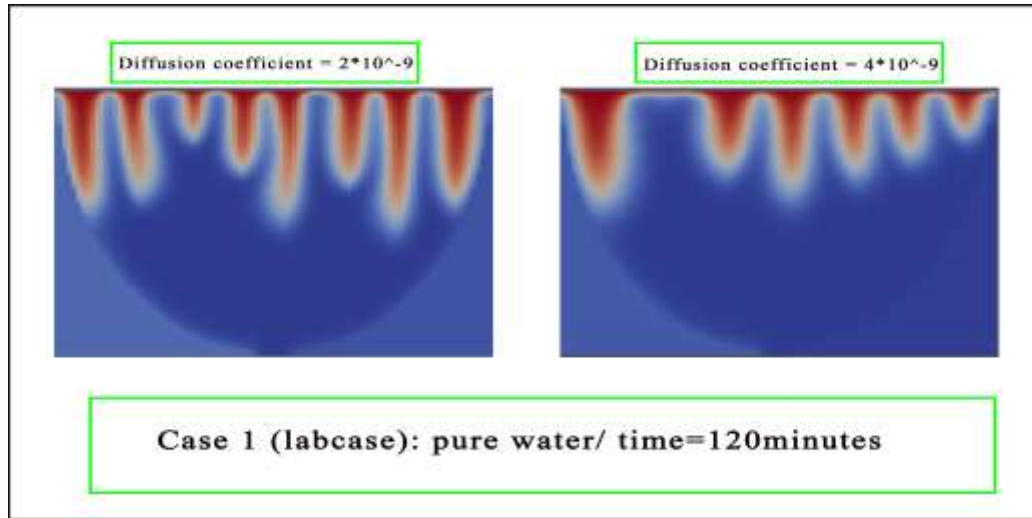 Diffusion coefficient = 2*10^-9
Diffusion coefficient = 4*10^-9
Case 1 (labcase): pure water/ time=120minutes